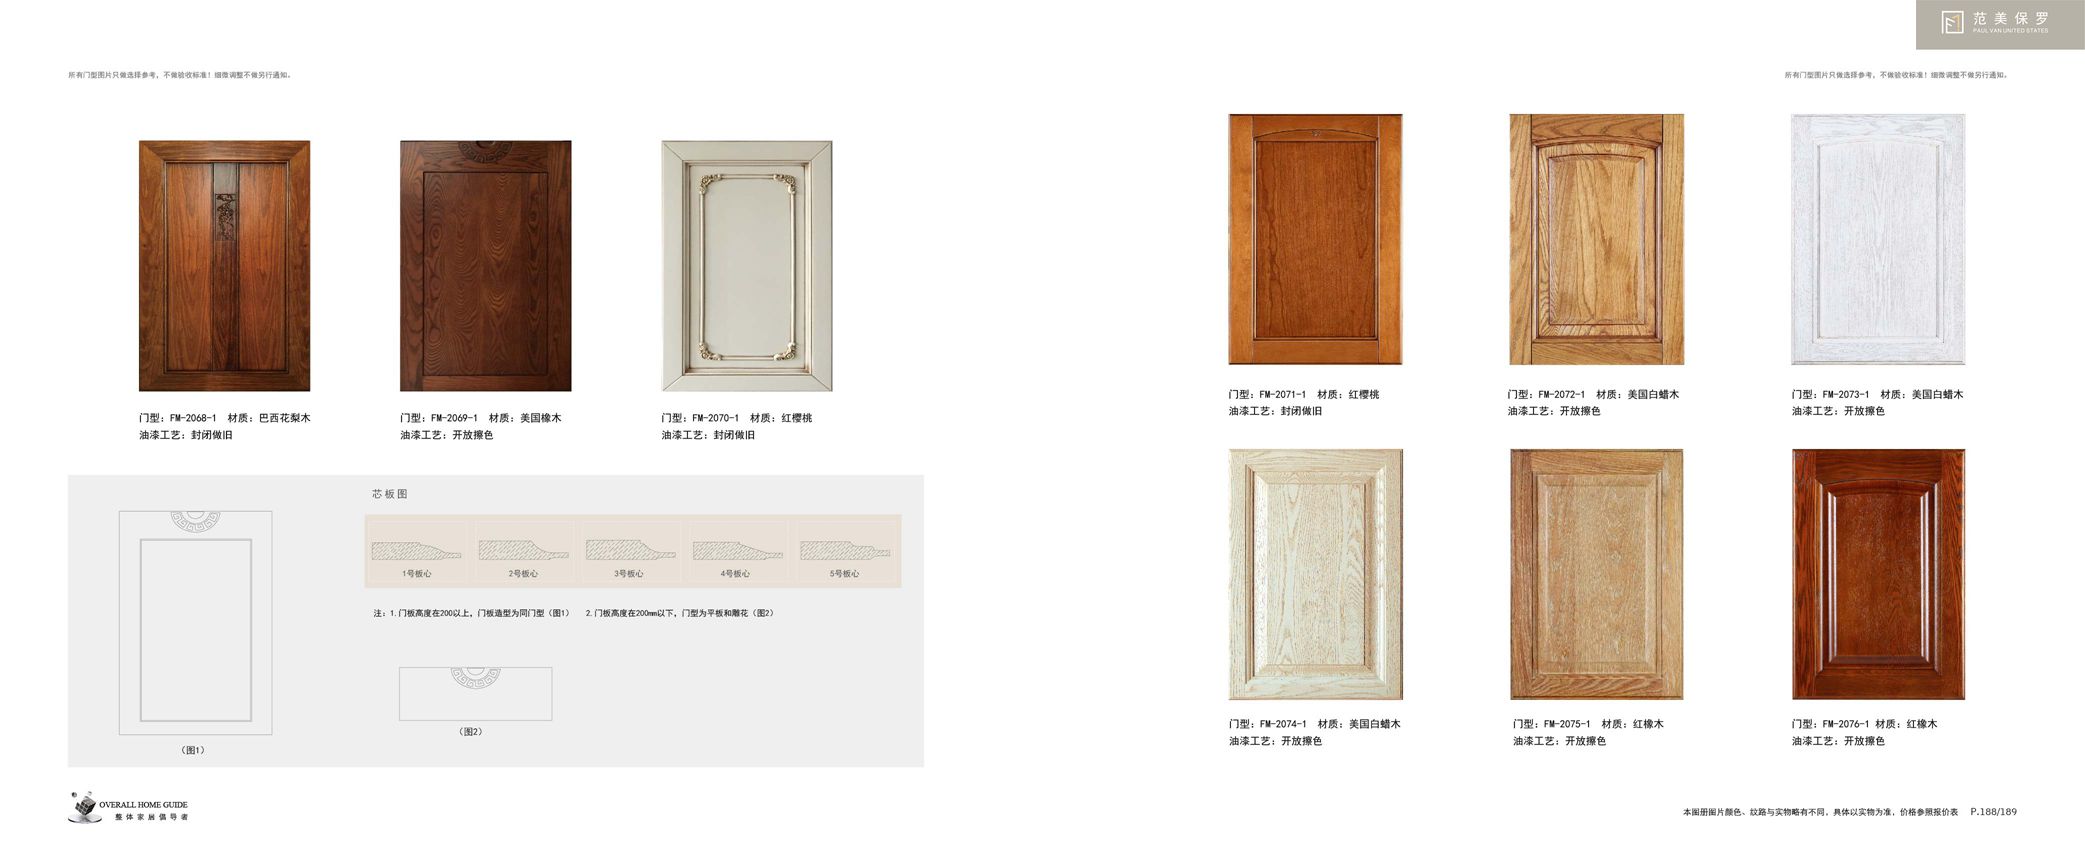 范美保罗
PAUL VAN UNITED STATES
所有门型图片只做选择参考，不做验收标准！细微调整不做另行通知。
所有门型图片只做选择参考，不做验收标准！细微调整不做另行通知。
门型：FM-2068-1 材质：巴西花梨木
油漆工艺：封闭做旧
门型：FM-2069-1 材质：美国橡木
油漆工艺：开放擦色
门型：FM-2070-1 材质：红樱桃
油漆工艺：封闭做旧
芯板图
1号板心
2号板心
3号板心
4号板心
5号板心
注：1.门板高度在200以上，门板造型为同门型（图1） 2.门板高度在200mm以下，门型为平板和雕花（图2）
（图1）
（图2）
OVERALL HOME GUIDE
整体家居倡导者
门型：FM-2071-1 材质：红樱桃
油漆工艺：封闭做旧
门型：FM-2072-1 材质：美国白蜡木
油漆工艺：开放擦色
门型：FM-2073-1 材质：美国白蜡木
油漆工艺：开放擦色
门型：FM-2074-1 材质：美国白蜡木
油漆工艺：开放擦色
门型：FM-2075-1 材质：红橡木
油漆工艺：开放擦色
门型：FM-2076-1 材质：红橡木
油漆工艺：开放擦色
本图册图片颜色、纹路与实物略有不同，具体以实物为准，价格参照报价表 P.188/189